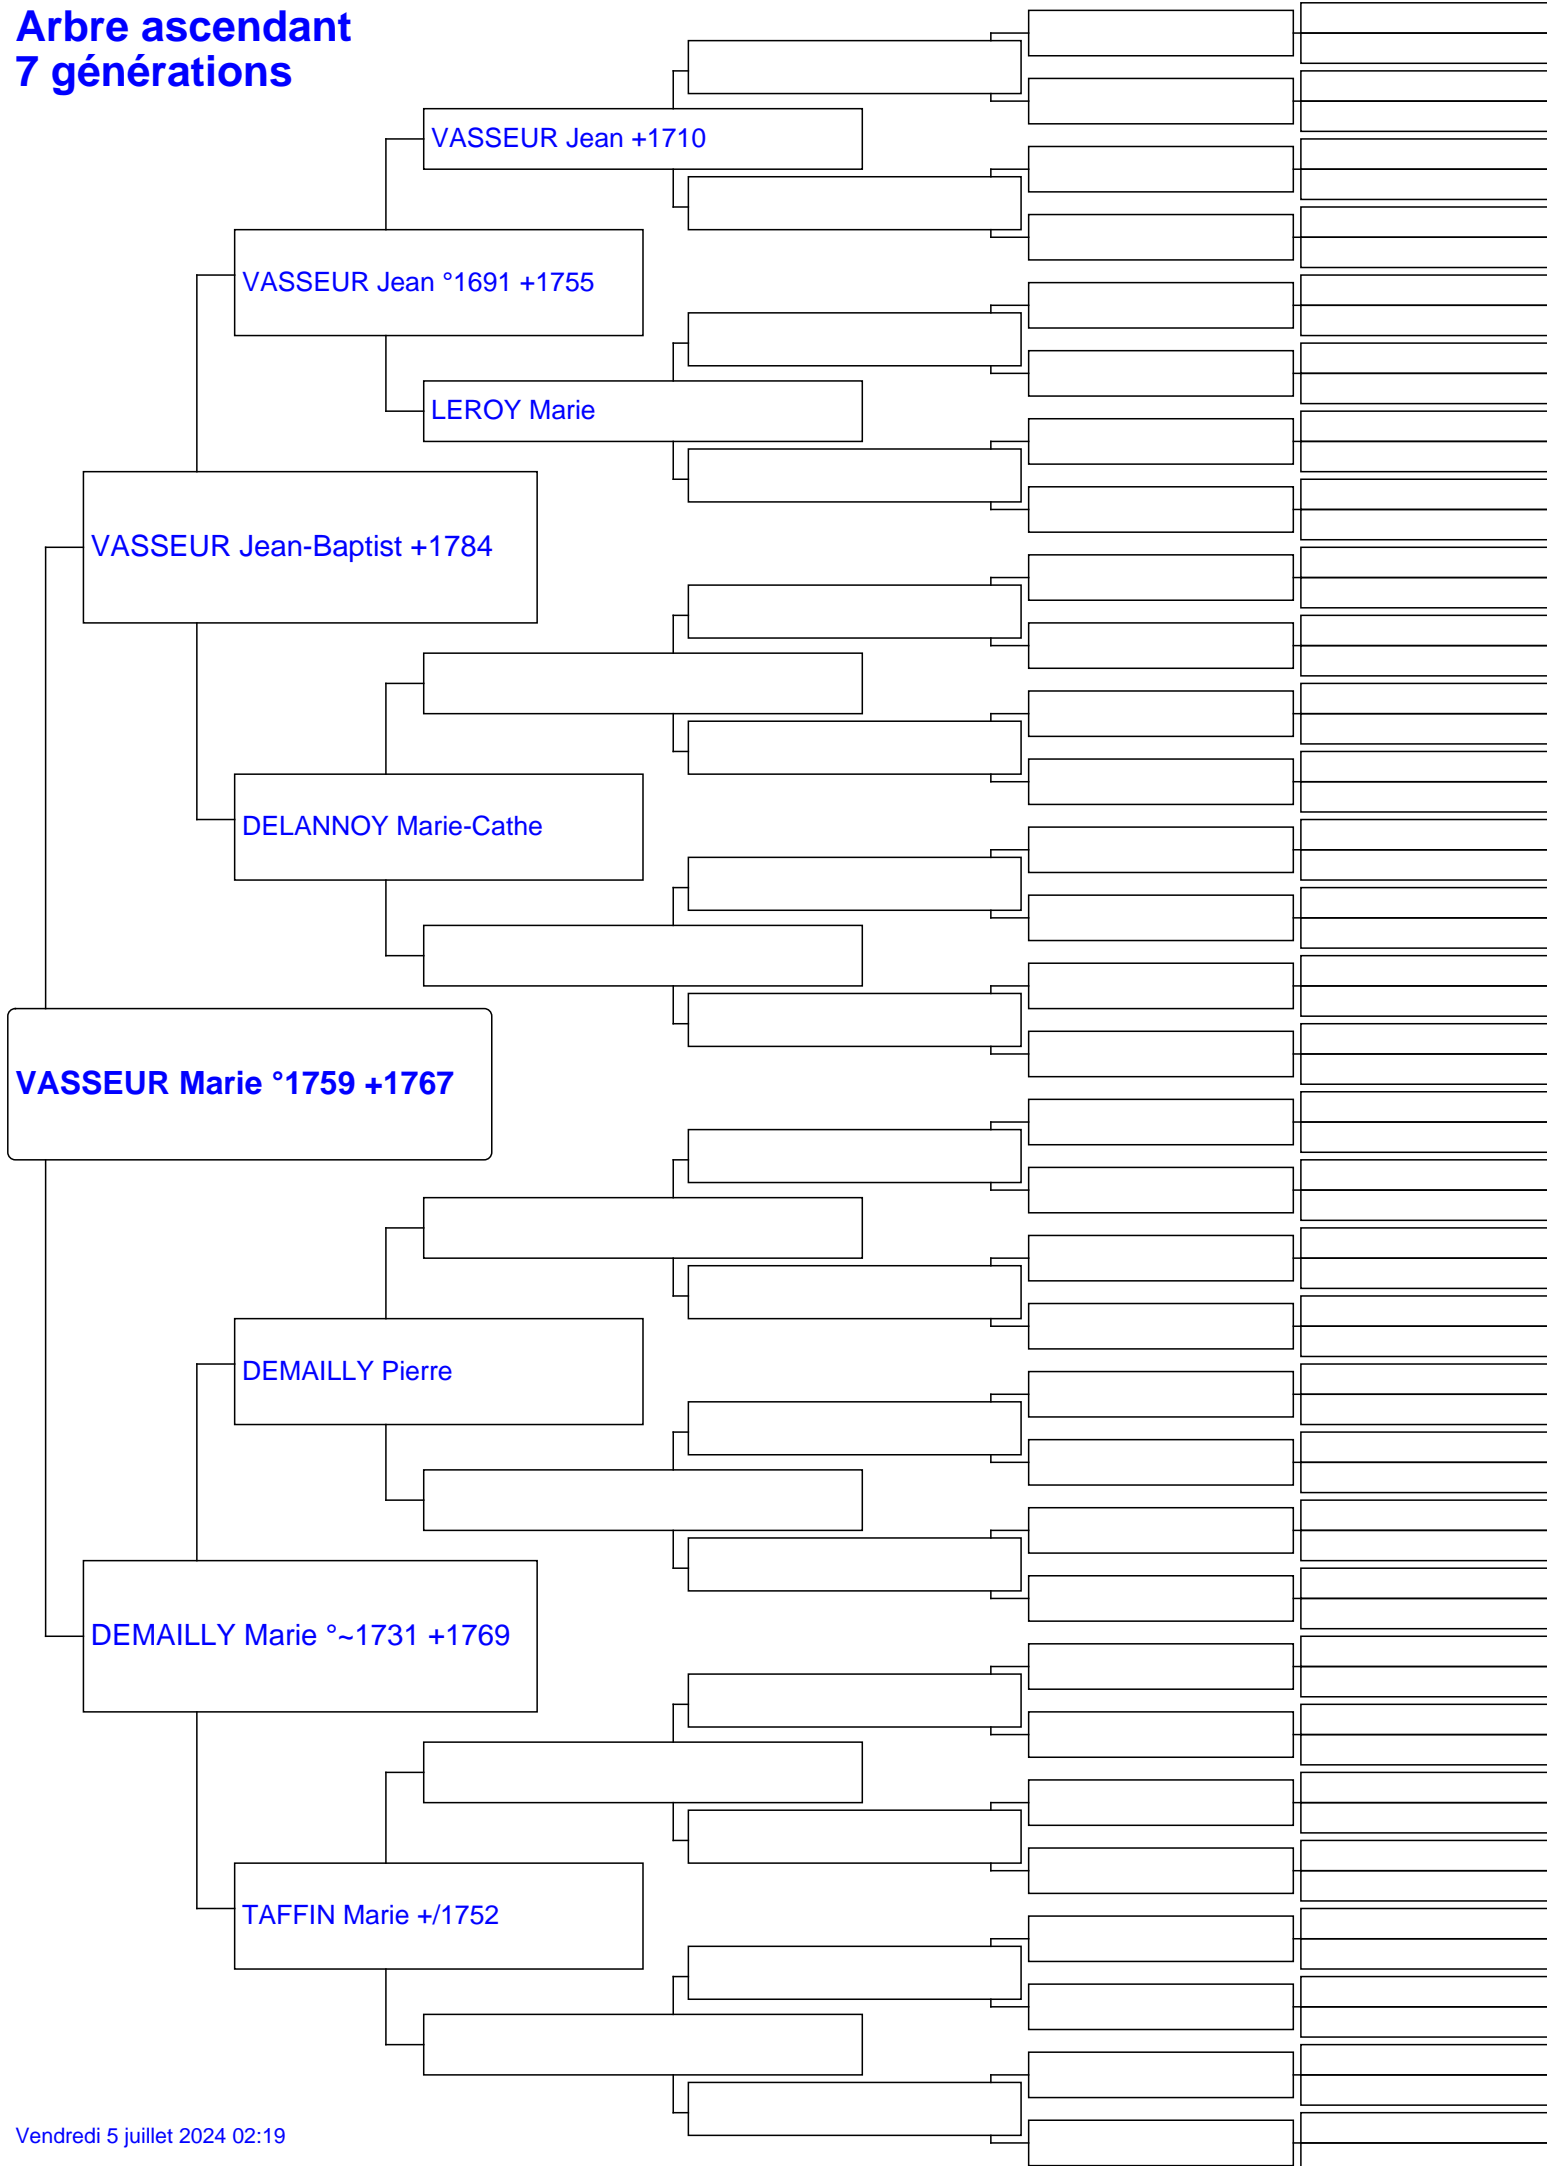 Arbre ascendant
7 générations
VASSEUR Jean +1710
VASSEUR Jean °1691 +1755
LEROY Marie
VASSEUR Jean-Baptist +1784
DELANNOY Marie-Cathe
VASSEUR Marie °1759 +1767
DEMAILLY Pierre
DEMAILLY Marie °~1731 +1769
TAFFIN Marie +/1752
Vendredi 5 juillet 2024 02:19